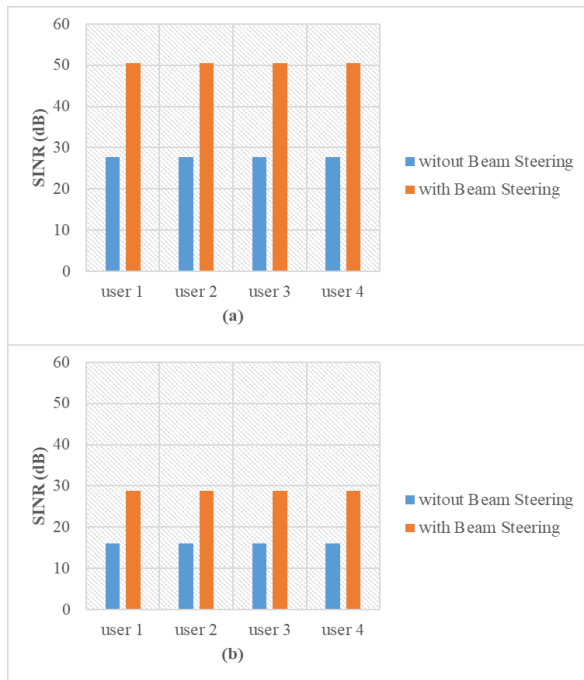 60
50
40
30
20
10
0
SINR (dB)
user 1 user 2 user 3 user 4
(a)
witout Beam Steering
with Beam Steering
60
50
40
30
20
10
0
SINR (dB)
user 1 user 2 user 3 user 4
(b)
witout Beam Steering
with Beam Steering